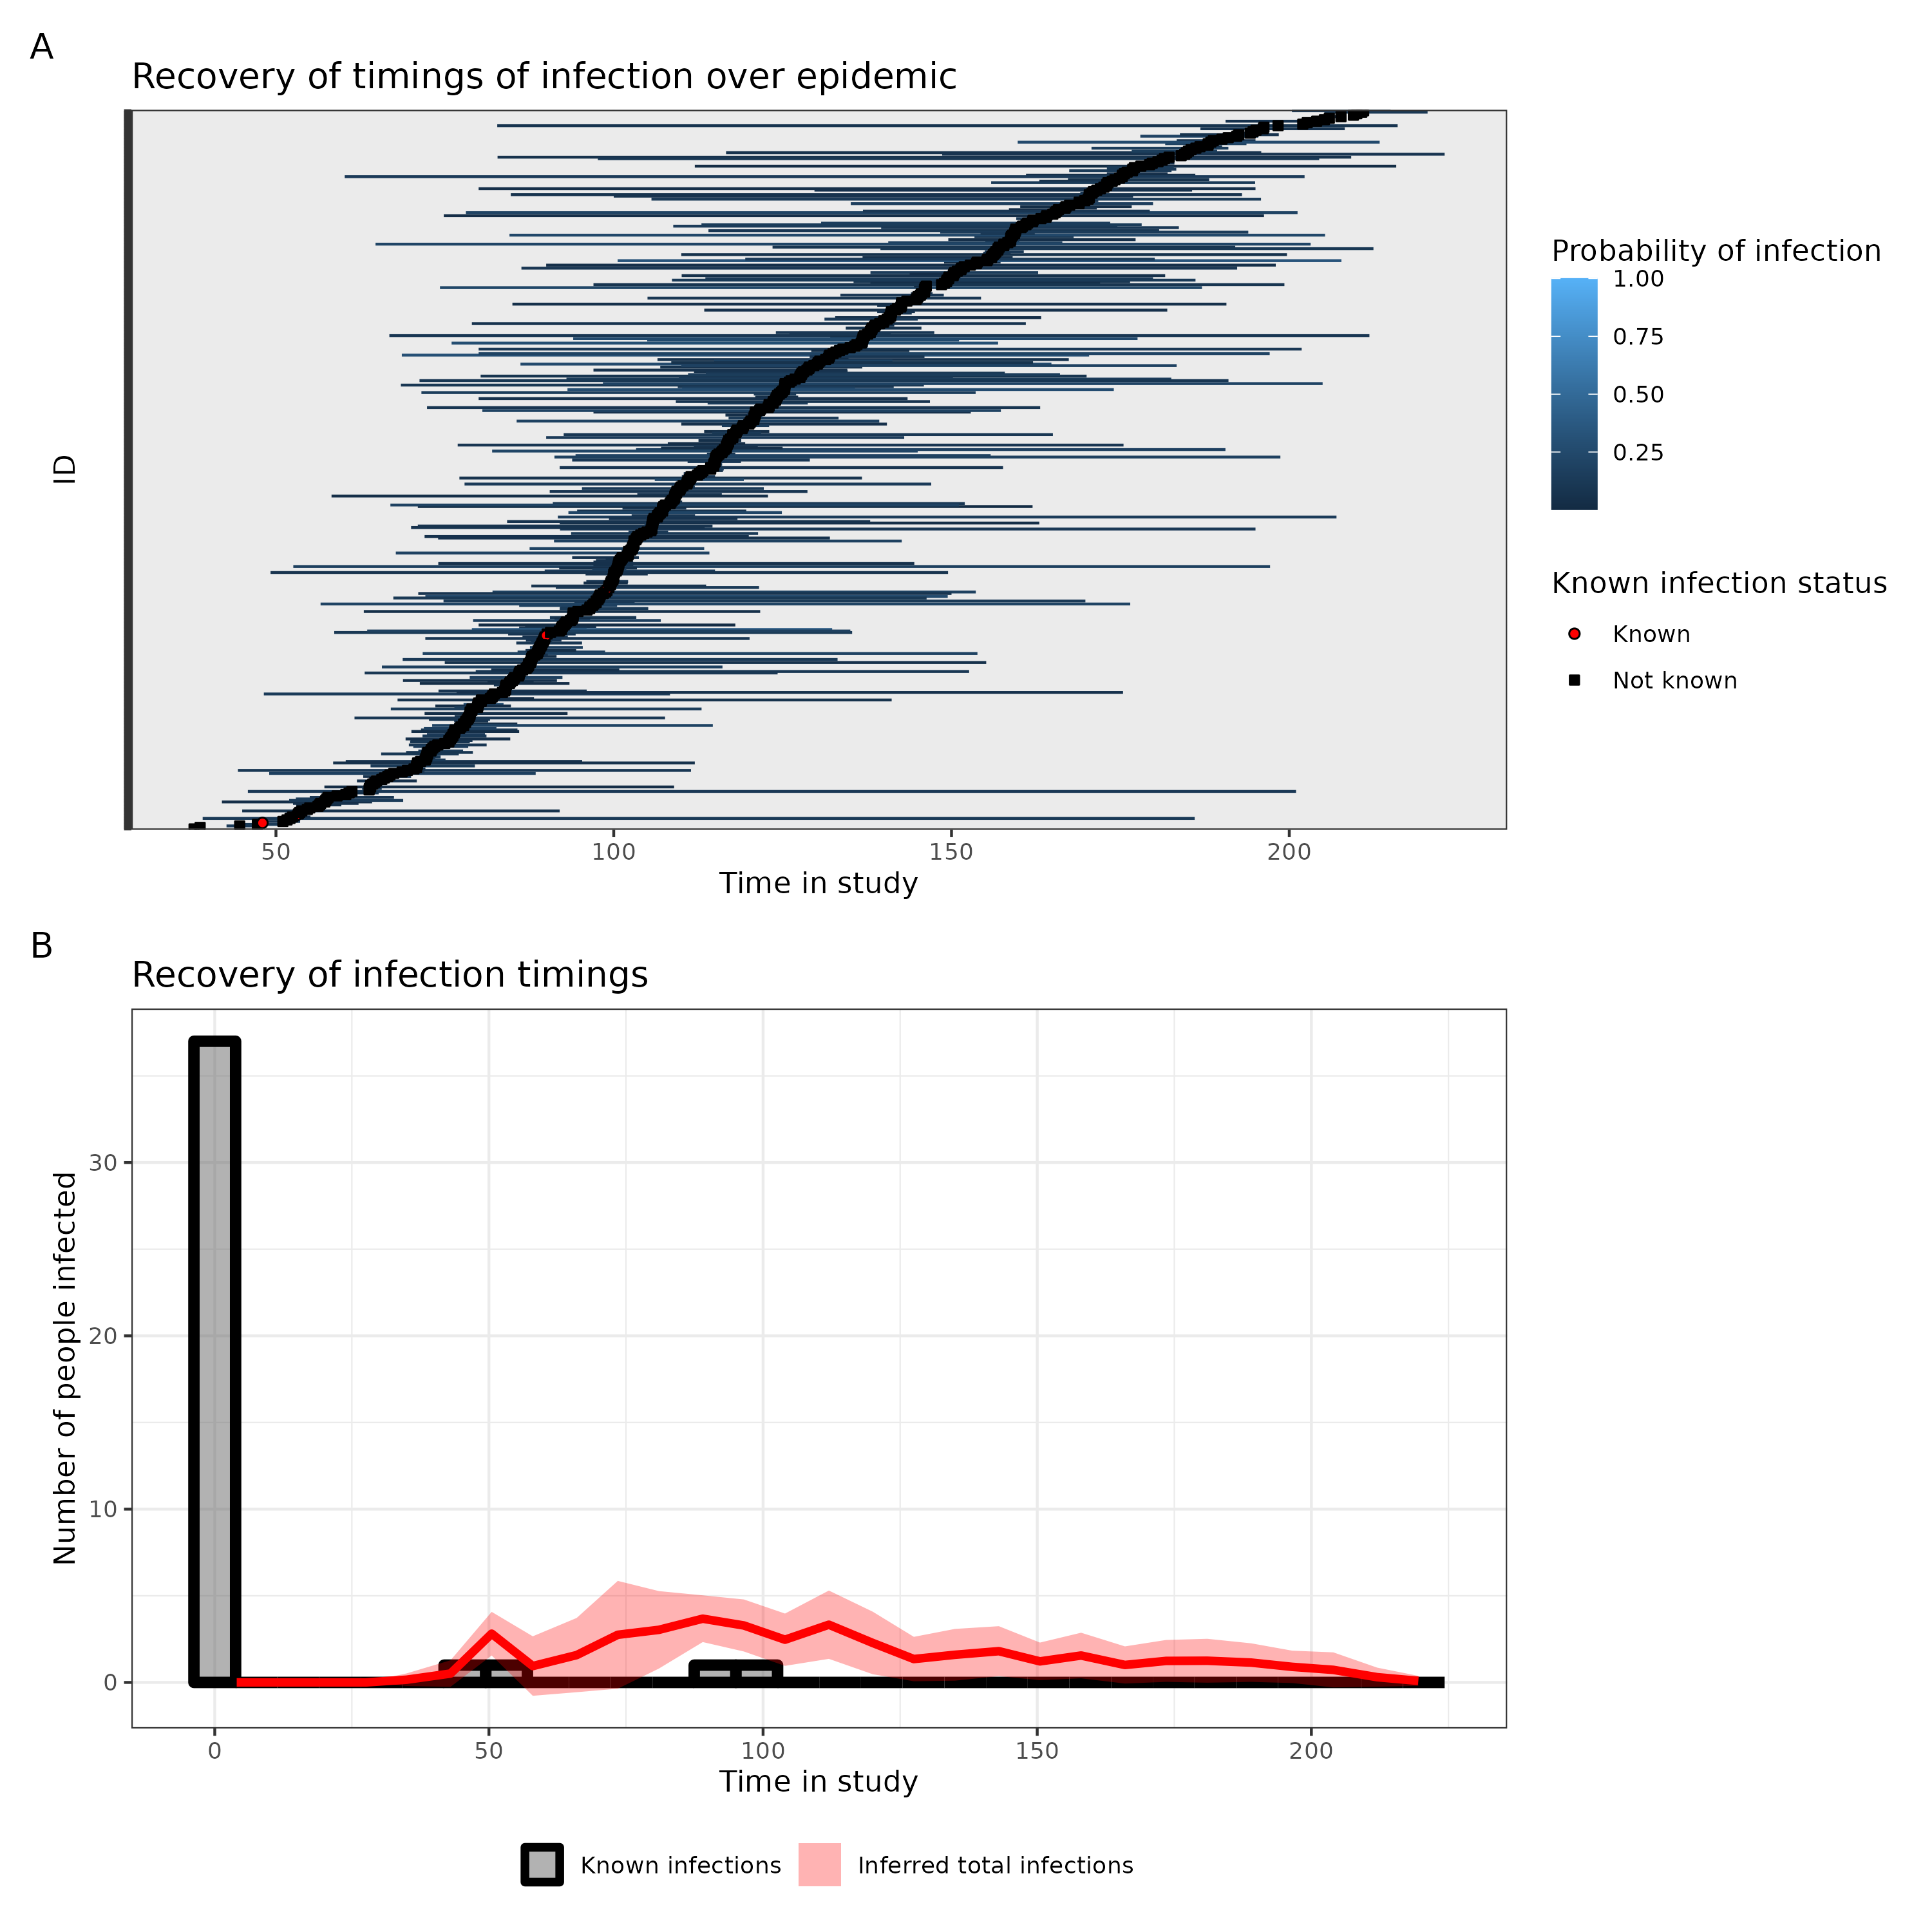 A
Recovery of timings of infection over epidemic
ID
50 100 150 200
Time in study
Probability of infection
1.00
0.75
0.50
0.25
Known infection status
Known
Not known
B
Recovery of infection timings
Number of people infected
30
20
10
0
0 50 100 150 200
Time in study
Known infections Inferred total infections